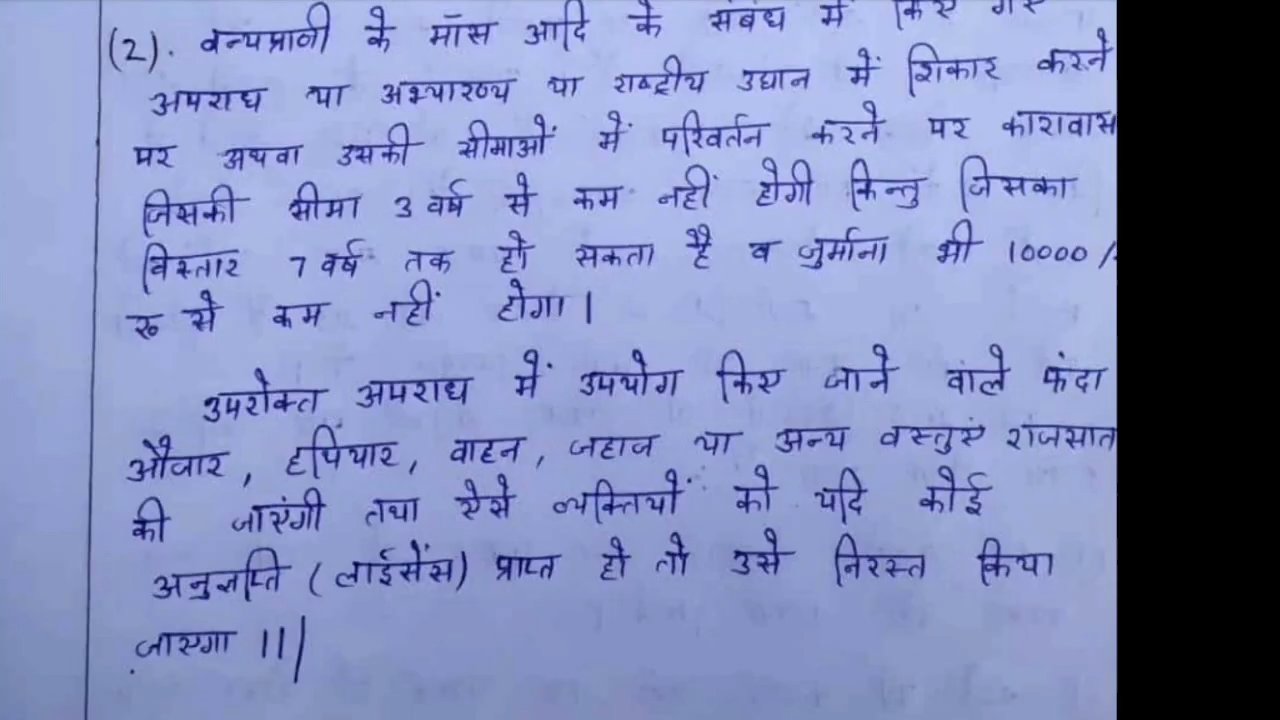 (2). वन्यप्रानी के माँस आदि के संबंध में किए गए
अपराध या अभ्यारण्य या राष्ट्रीय उद्यान में शिकार करने
पर अथवा उसकी सीमाओं में परिवर्तन करने पर कारावास
जिसकी सीमा 3 वर्ष से कम नहीं होगी किन्तु जिसका
विस्तार 7 वर्ष तक हो सकता है व जुर्माना भी 10000/-
रू से कम नहीं होगा।
उपरोक्त अपराध में उपयोग किए जाने वाले फंदा
औजार, हथियार, वाहन, जहाज या अन्य वस्तुएं राजसात
की जाएंगी तथा ऐसे व्यक्तियों को यदि कोई
अनुज्ञप्ति (लाईसेंस) प्राप्त हो तो उसे निरस्त किया
जाएगा ||